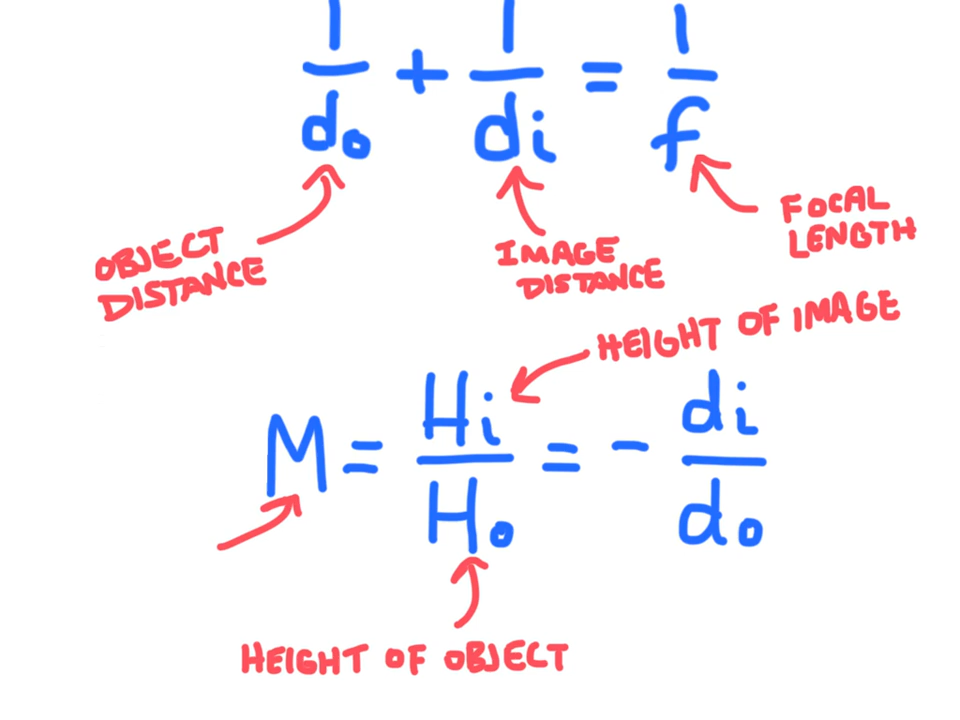 1/do + 1/di = 1/f
OBJECT
DISTANCE
IMAGE
DISTANCE
FOCAL
LENGTH
HEIGHT OF IMAGE
M = Hi/Ho = - di/do
HEIGHT OF OBJECT